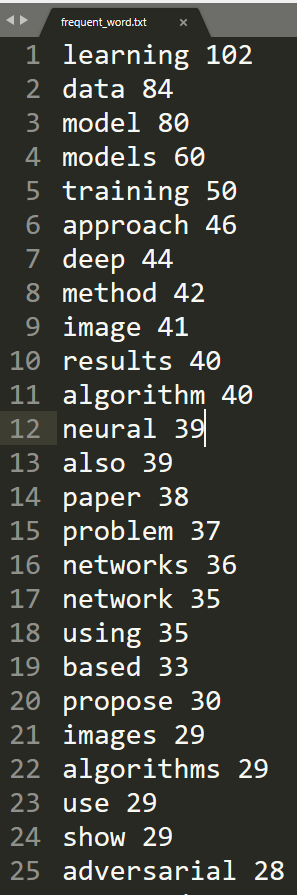 frequent_word.txt
1 learning 102
2 data 84
3 model 80
4 models 60
5 training 50
6 approach 46
7 deep 44
8 method 42
9 image 41
10 results 40
11 algorithm 40
12 neural 39
13 also 39
14 paper 38
15 problem 37
16 networks 36
17 network 35
18 using 35
19 based 33
20 propose 30
21 images 29
22 algorithms 29
23 use 29
24 show 29
25 adversarial 28